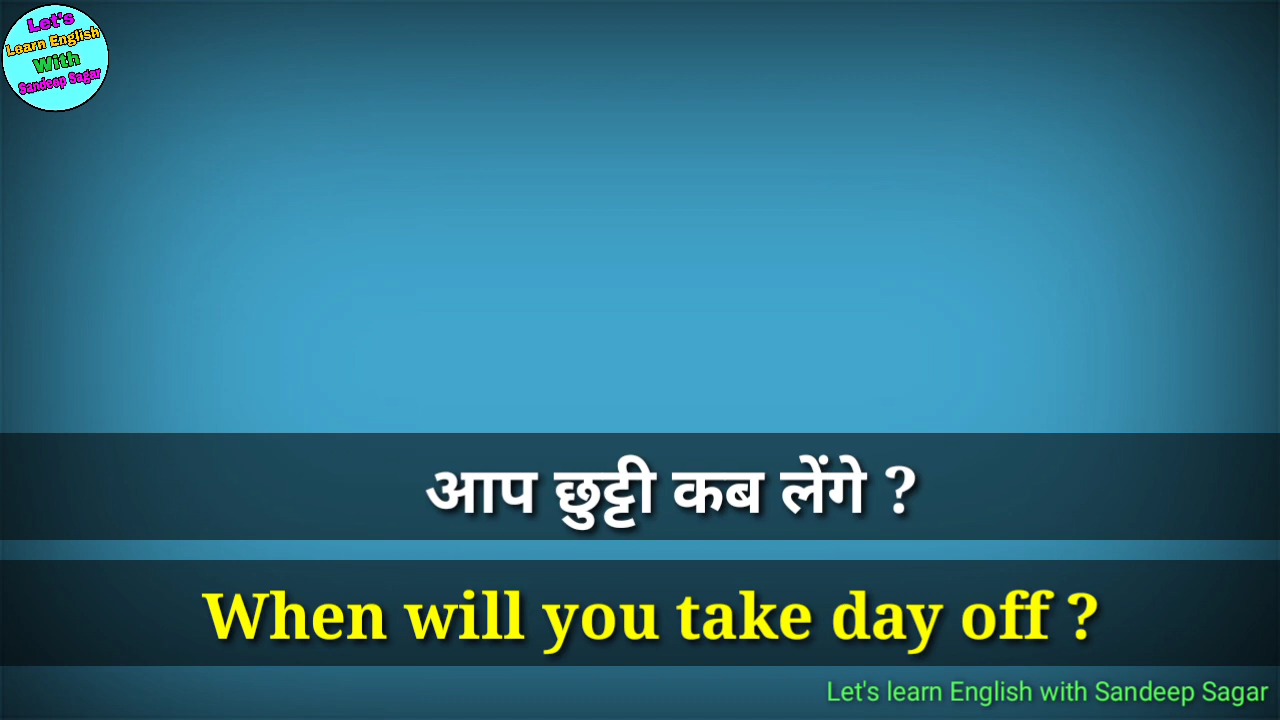 Let's
Learn English
With
Sandeep Sagar
आप छुट्टी कब लेंगे ?
When will you take day off ?
Let's learn English with Sandeep Sagar